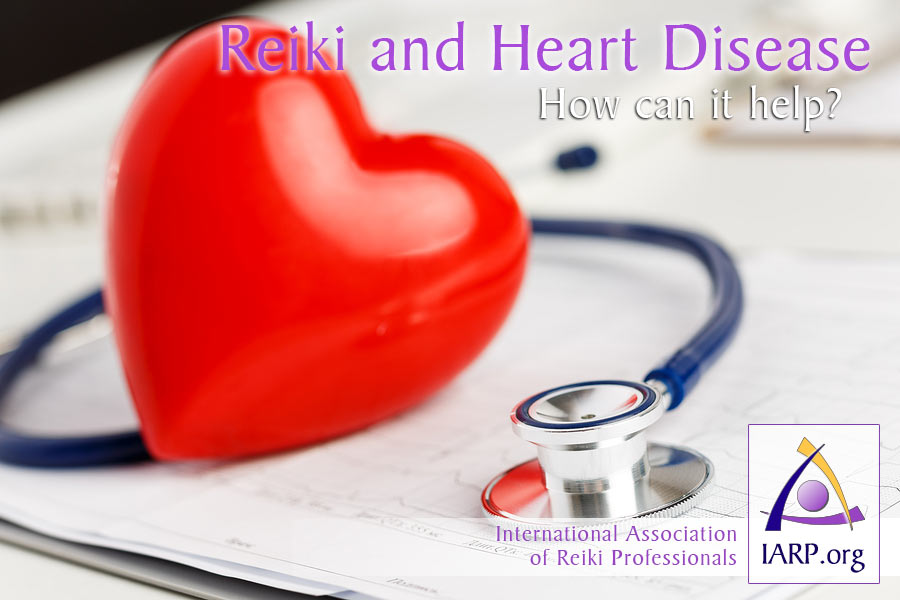 Reiki and Heart Disease
How can it help?
International Association
of Reiki Professionals
IARP.org